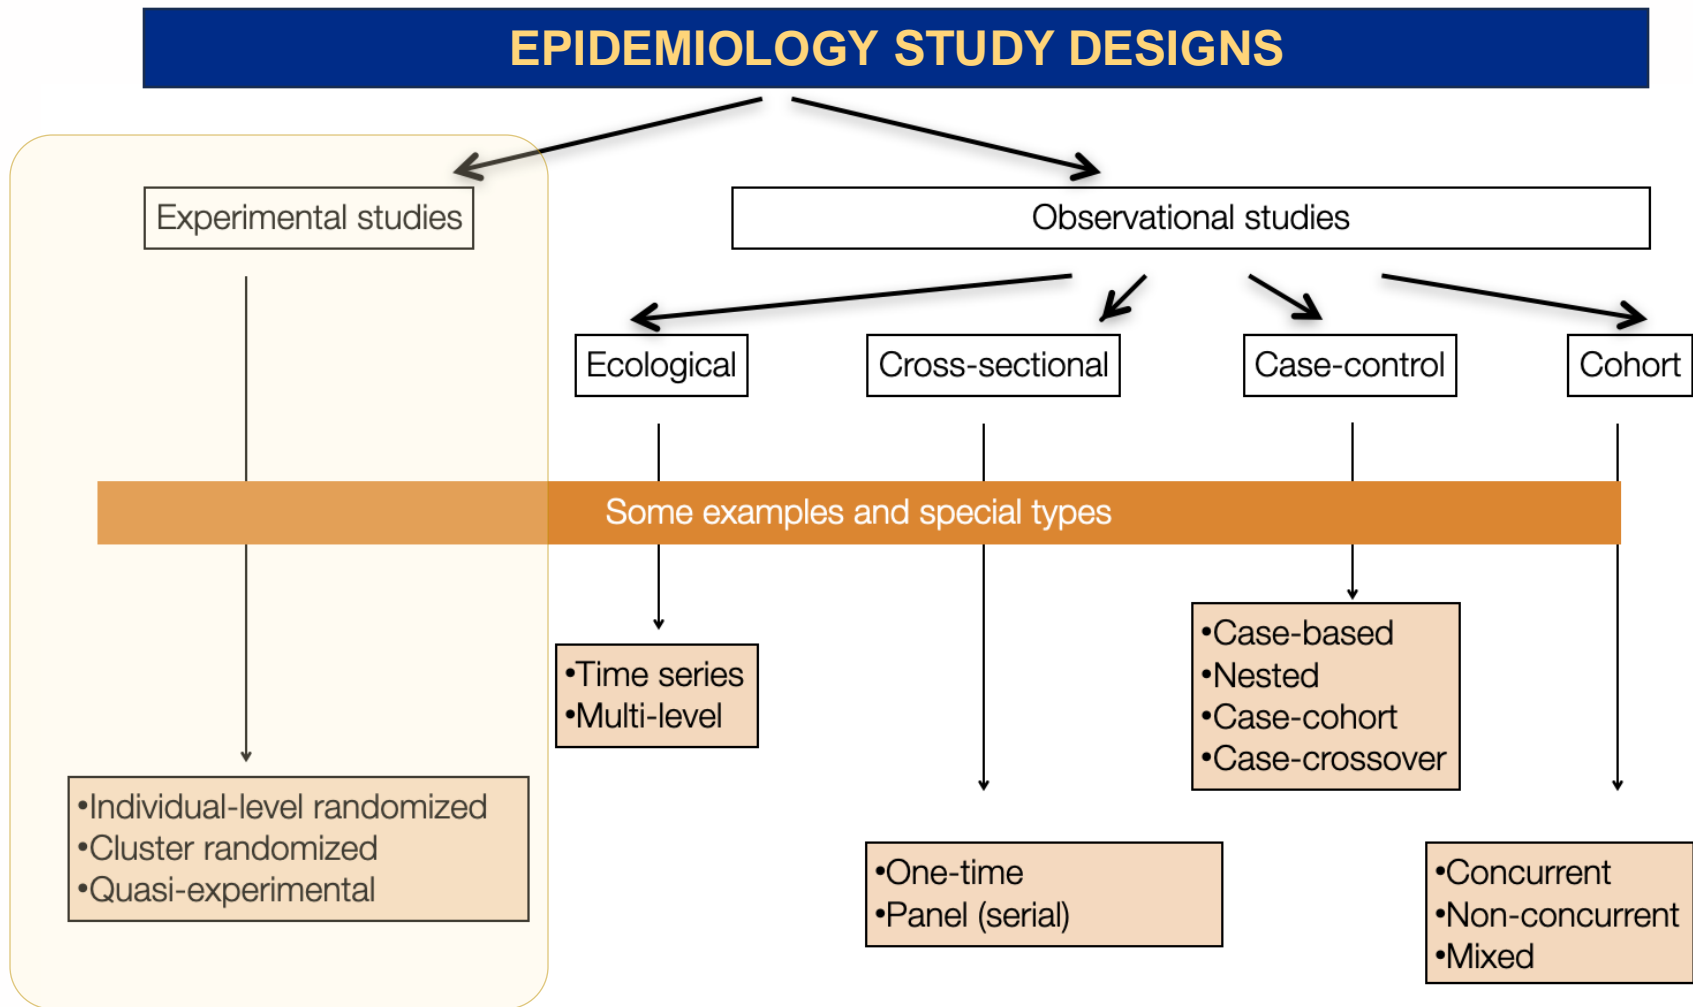 EPIDEMIOLOGY STUDY DESIGNS
Experimental studies
Observational studies
Ecological
Cross-sectional
Case-control
Cohort
Some examples and special types
•Individual-level randomized
•Cluster randomized
•Quasi-experimental
•Time series
•Multi-level
•One-time
•Panel (serial)
•Case-based
•Nested
•Case-cohort
•Case-crossover
•Concurrent
•Non-concurrent
•Mixed